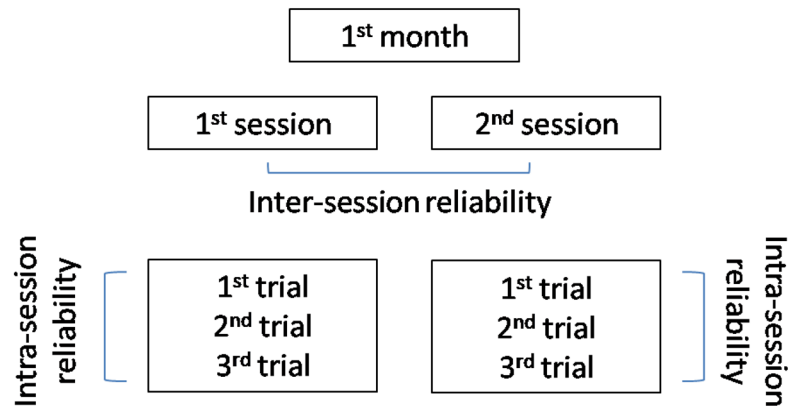 1st month
1st session
2nd session
Inter-session reliability
Intra-session
reliability
1st trial
2nd trial
3rd trial
1st trial
2nd trial
3rd trial
Intra-session
reliability